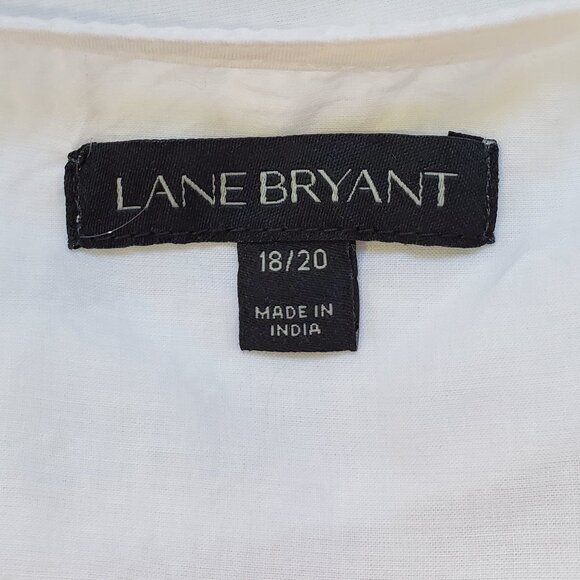 LANE BRYANT
18/20
MADE IN
INDIA